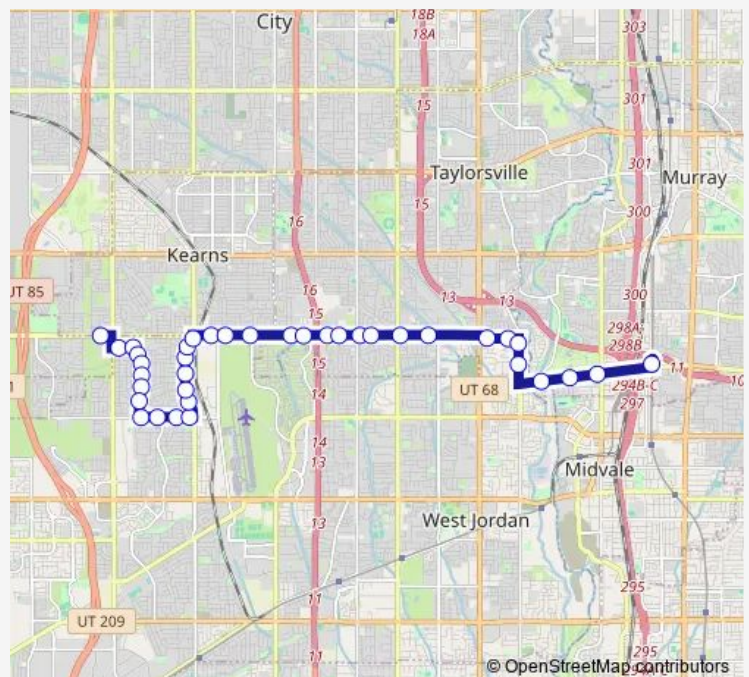 City
18B
18A
303
301
15
Taylorsville
301
Murray
15
16
300
Kearns
UT 85
16
13
13
300
15
298A
298B
11
15
10
UT 68
294B-C
297
14
14
13
Midvale
13
West Jordan
11
295
UT 209
295
11
© OpenStreetMap contributors